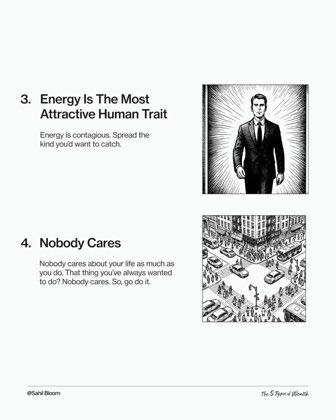 3. Energy Is The Most
Attractive Human Trait
Energy is contagious. Spread the
kind you'd want to catch.
4. Nobody Cares
Nobody cares about your life as much as
you do. That thing you've always wanted
to do? Nobody cares. So, go do it.
@Sahil Bloom
The 5 Types of Wealth